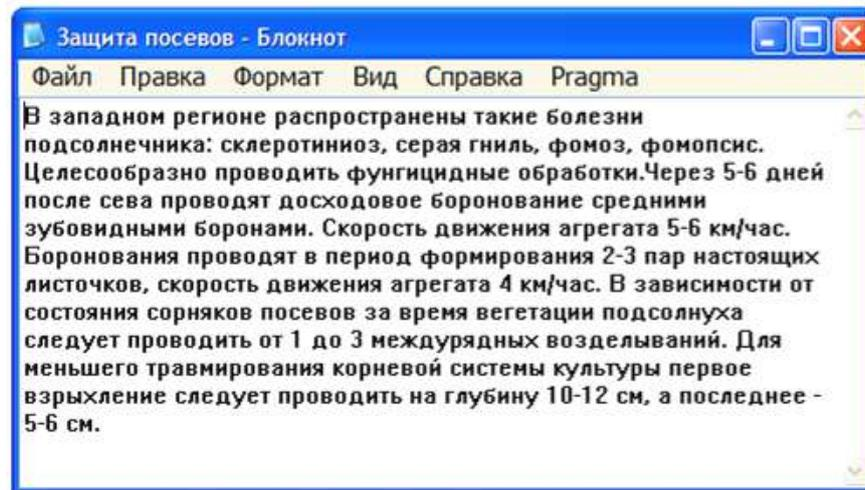 Защита посевов - Блокнот
Файл Правка Формат Вид Справка Pragma
В западном регионе распространены такие болезни
подсолнечника: склеротиниоз, серая гниль, фомоз, фомопсис.
Целесообразно проводить фунгицидные обработки.Через 5-6 дней
после сева проводят досходовое боронование средними
зубовидными боронами. Скорость движения агрегата 5-6 км/час.
Боронования проводят в период формирования 2-3 пар настоящих
листочков, скорость движения агрегата 4 км/час. В зависимости от
состояния сорняков посевов за время вегетации подсолнуха
следует проводить от 1 до 3 междурядных возделываний. Для
меньшего травмирования корневой системы культуры первое
взрыхление следует проводить на глубину 10-12 см, а последнее -
5-6 см.